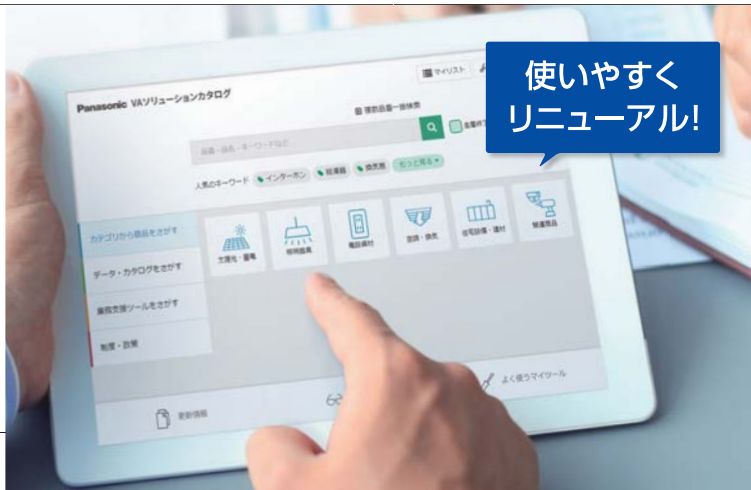 使いやすく
リニューアル!
Panasonic VAソリューションカタログ
マイリスト
複数品番一括検索
品番・品名・キーワードなど
人気のキーワード
インターホン
給湯器
換気扇
もっと見る
カテゴリから商品をさがす
データ・カタログをさがす
業務支援ツールをさがす
制度・政策
太陽光・蓄電
照明器具
電設資材
空調・換気
住宅設備・建材
関連商品
更新情報
よく使うマイツール